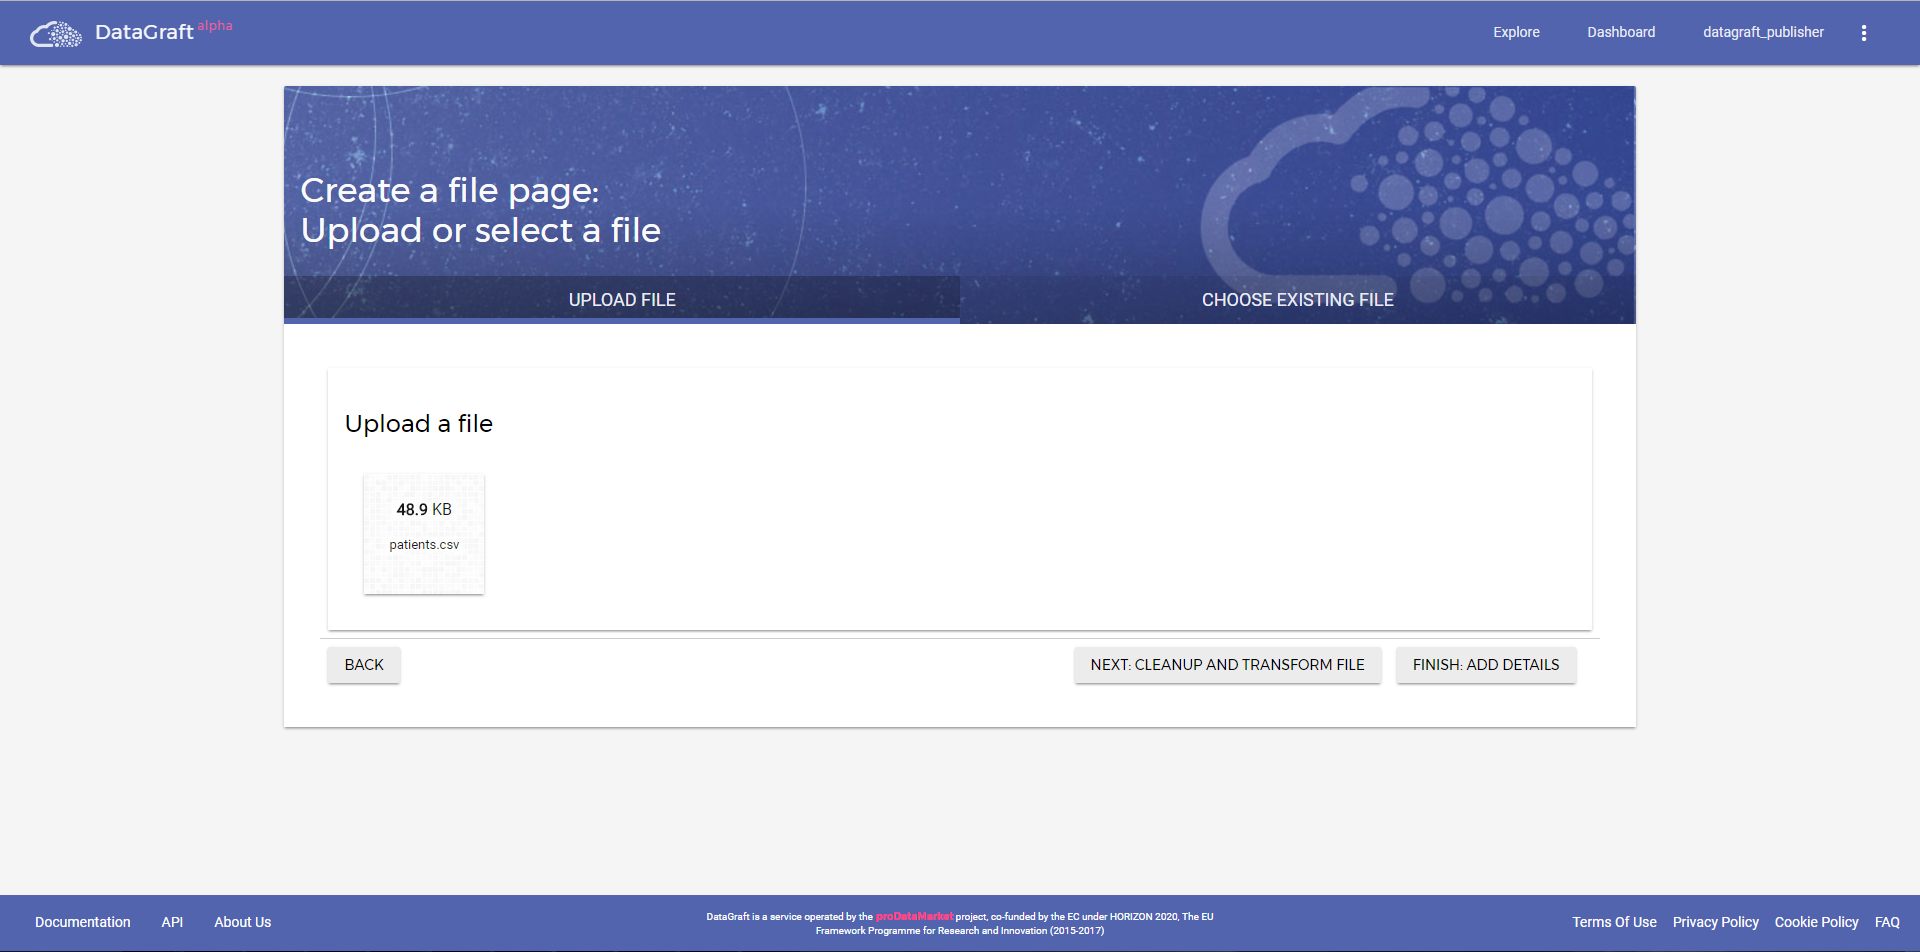 DataGraft alpha
Explore Dashboard datagraft_publisher
Create a file page:
Upload or select a file
UPLOAD FILE CHOOSE EXISTING FILE
Upload a file
48.9 KB
patients.csv
BACK NEXT: CLEANUP AND TRANSFORM FILE FINISH: ADD DETAILS
Documentation API About Us
DataGraft is a service operated by the proDataMarket project, co-funded by the EC under HORIZON 2020, The EU
Framework Programme for Research and Innovation (2015-2017)
Terms Of Use Privacy Policy Cookie Policy FAQ